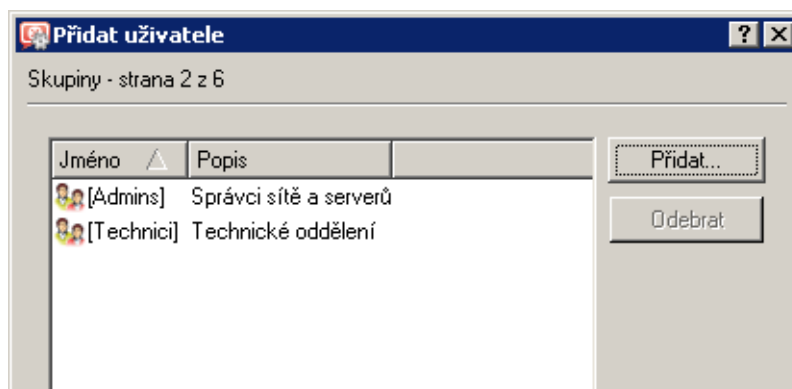 Přidat uživatele
Skupiny - strana 2 z 6
Jméno Popis
Přidat...
[Admins] Správci sítě a serverů
Odebrat
[Technici] Technické oddělení